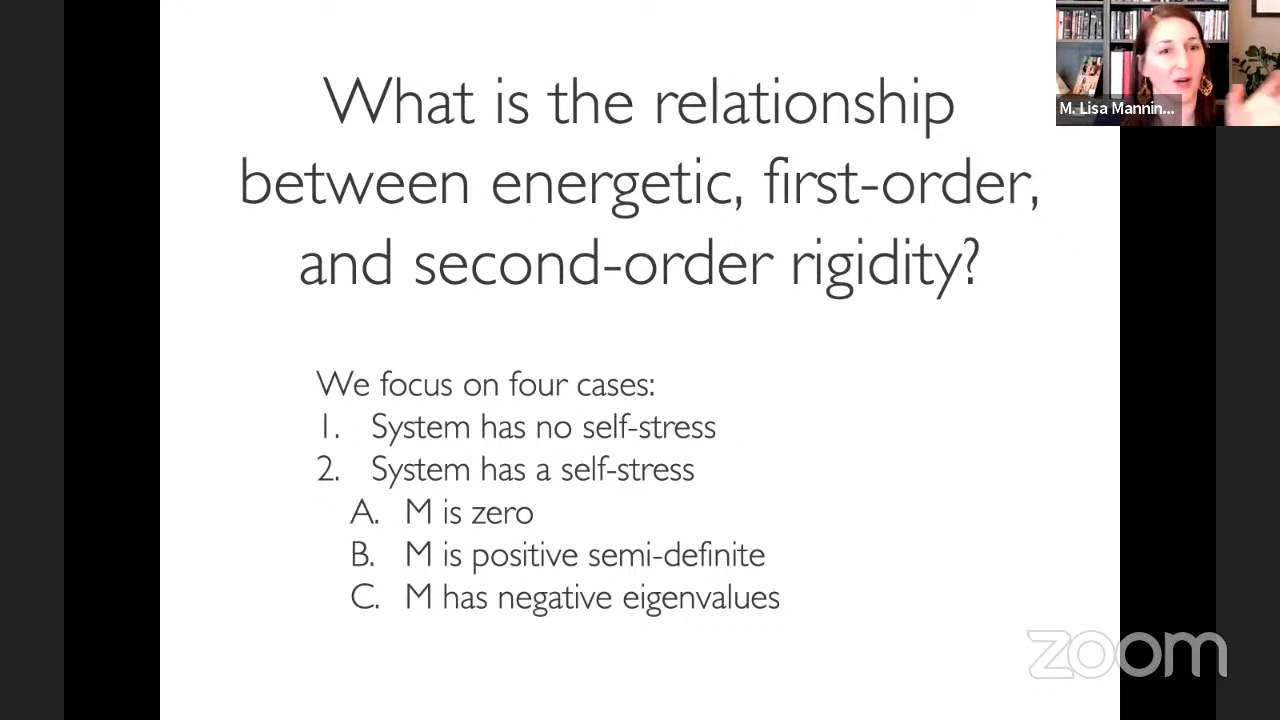 What is the relationship
between energetic, first-order,
and second-order rigidity?
M. Lisa Mannin...
We focus on four cases:
1. System has no self-stress
2. System has a self-stress
A. M is zero
B. M is positive semi-definite
C. M has negative eigenvalues
zoom